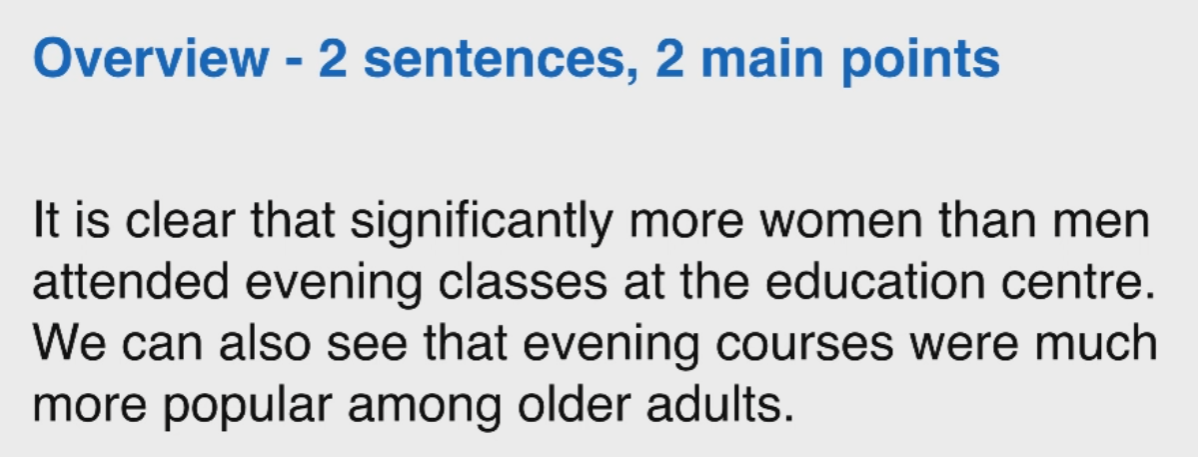 Overview - 2 sentences, 2 main points
It is clear that significantly more women than men
attended evening classes at the education centre.
We can also see that evening courses were much
more popular among older adults.